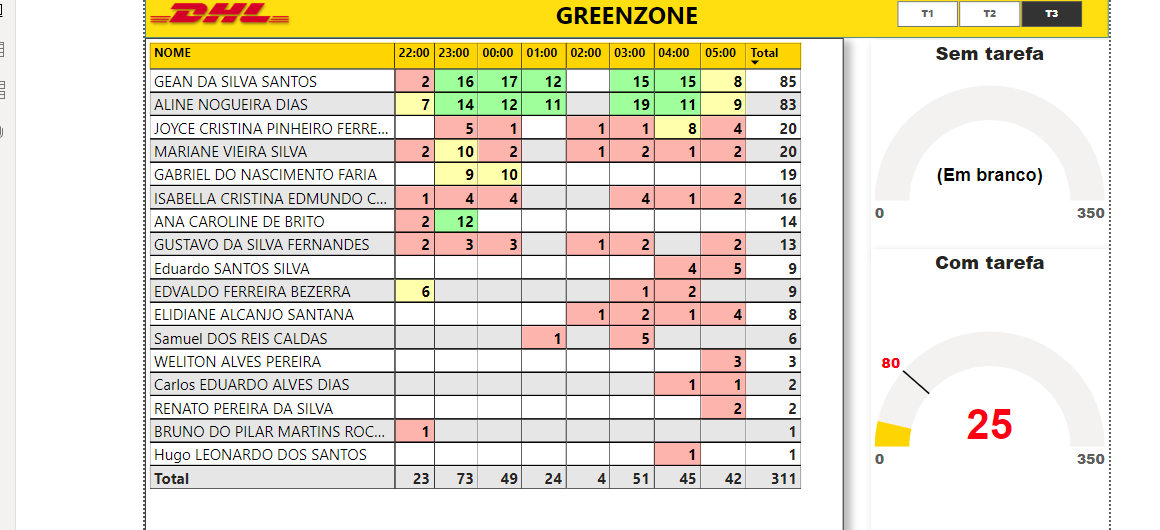 DHL GREENZONE T1 T2 T3
NOME 22:00 23:00 00:00 01:00 02:00 03:00 04:00 05:00 Total
GEAN DA SILVA SANTOS 2 16 17 12 15 15 8 85
ALINE NOGUEIRA DIAS 7 14 12 11 19 11 9 83
JOYCE CRISTINA PINHEIRO FERRE... 5 1 1 1 8 4 20
MARIANE VIEIRA SILVA 2 10 2 1 2 1 2 20
GABRIEL DO NASCIMENTO FARIA 9 10 19
ISABELLA CRISTINA EDMUNDO C... 1 4 4 4 1 2 16
ANA CAROLINE DE BRITO 2 12 14
GUSTAVO DA SILVA FERNANDES 2 3 3 1 2 2 13
Eduardo SANTOS SILVA 4 5 9
EDVALDO FERREIRA BEZERRA 6 1 2 9
ELIDIANE ALCANJO SANTANA 1 2 1 4 8
Samuel DOS REIS CALDAS 1 5 6
WELITON ALVES PEREIRA 3 3
Carlos EDUARDO ALVES DIAS 1 1 2
RENATO PEREIRA DA SILVA 2 2
BRUNO DO PILAR MARTINS ROC... 1 1
Hugo LEONARDO DOS SANTOS 1 1
Total 23 73 49 24 4 51 45 42 311
Sem tarefa
(Em branco)
0 350
Com tarefa
80
25
0 350